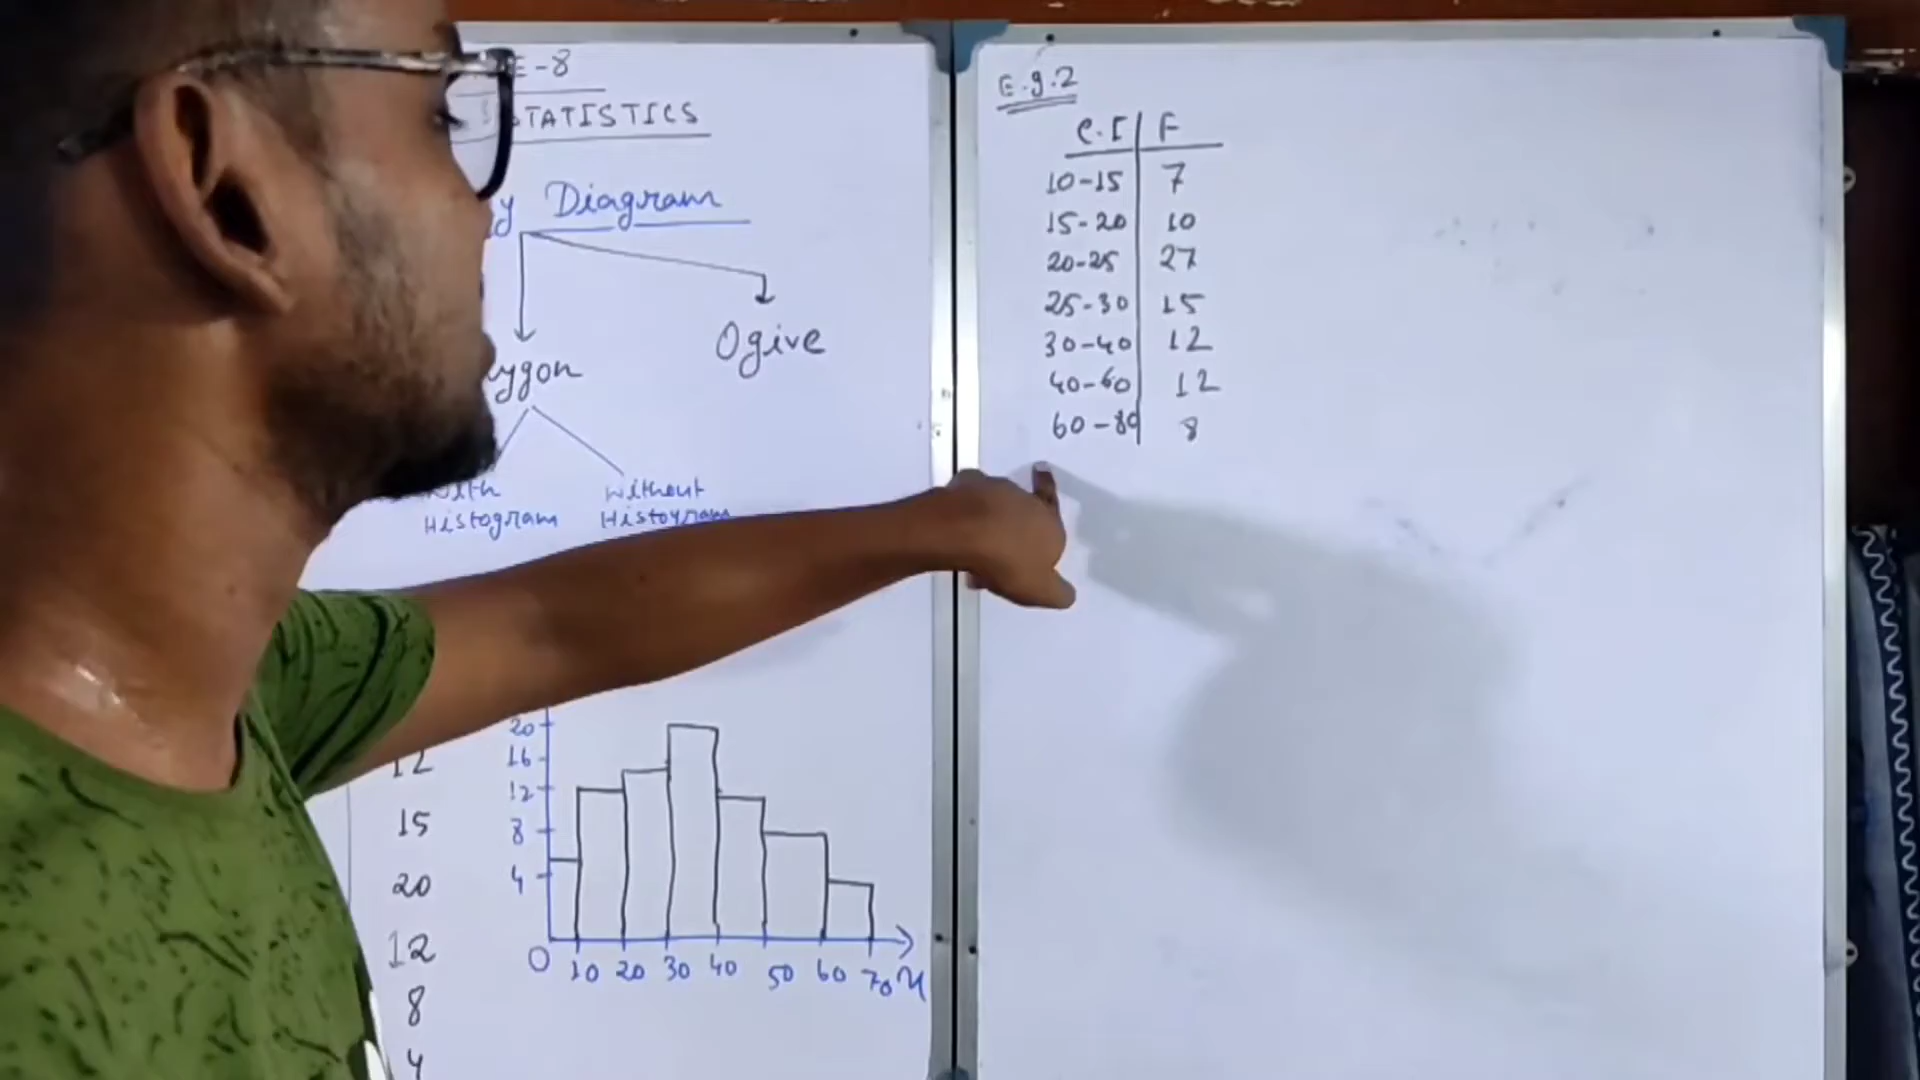 E-8
STATISTICS
Diagram
Ogive
ygon
With
Histogram
Without
Histogram
12
15
20
12
8
4
20
16
12
8
4
0 10 20 30 40 50 60 70 x
E.g.2
C.I F
10-15 7
15-20 10
20-25 27
25-30 15
30-40 12
40-60 12
60-80 8